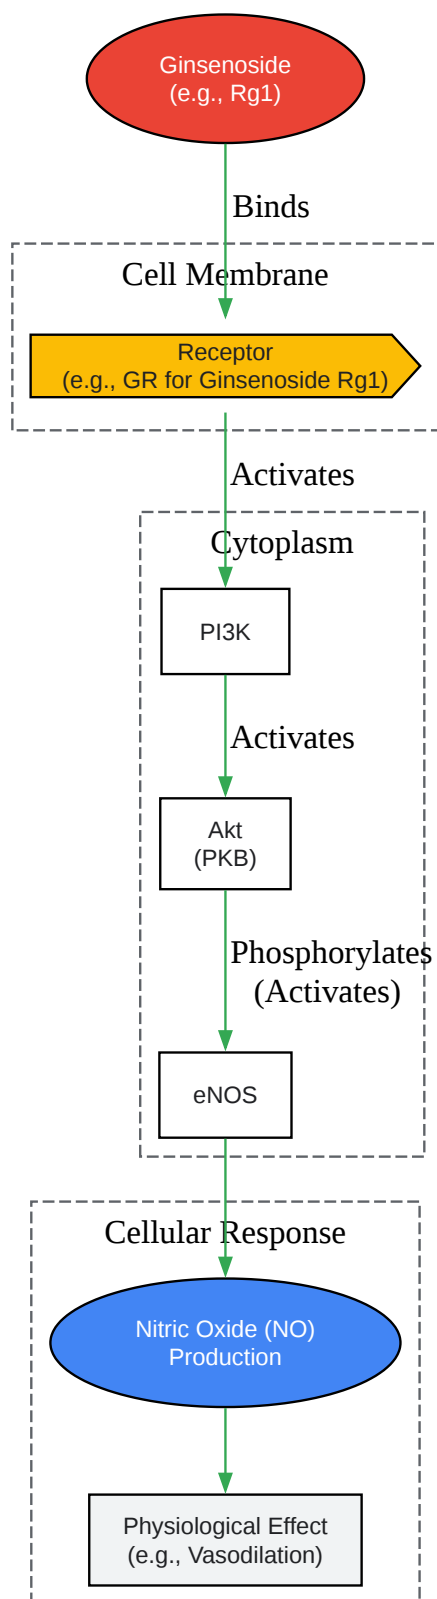 Ginsenoside
(e.g., Rg1)
Binds
Cell Membrane
Receptor
(e.g., GR for Ginsenoside Rg1)
Activates
Cytoplasm
PI3K
Activates
Akt
(PKB)
Phosphorylates
(Activates)
eNOS
Cellular Response
Nitric Oxide (NO)
Production
Physiological Effect
(e.g., Vasodilation)